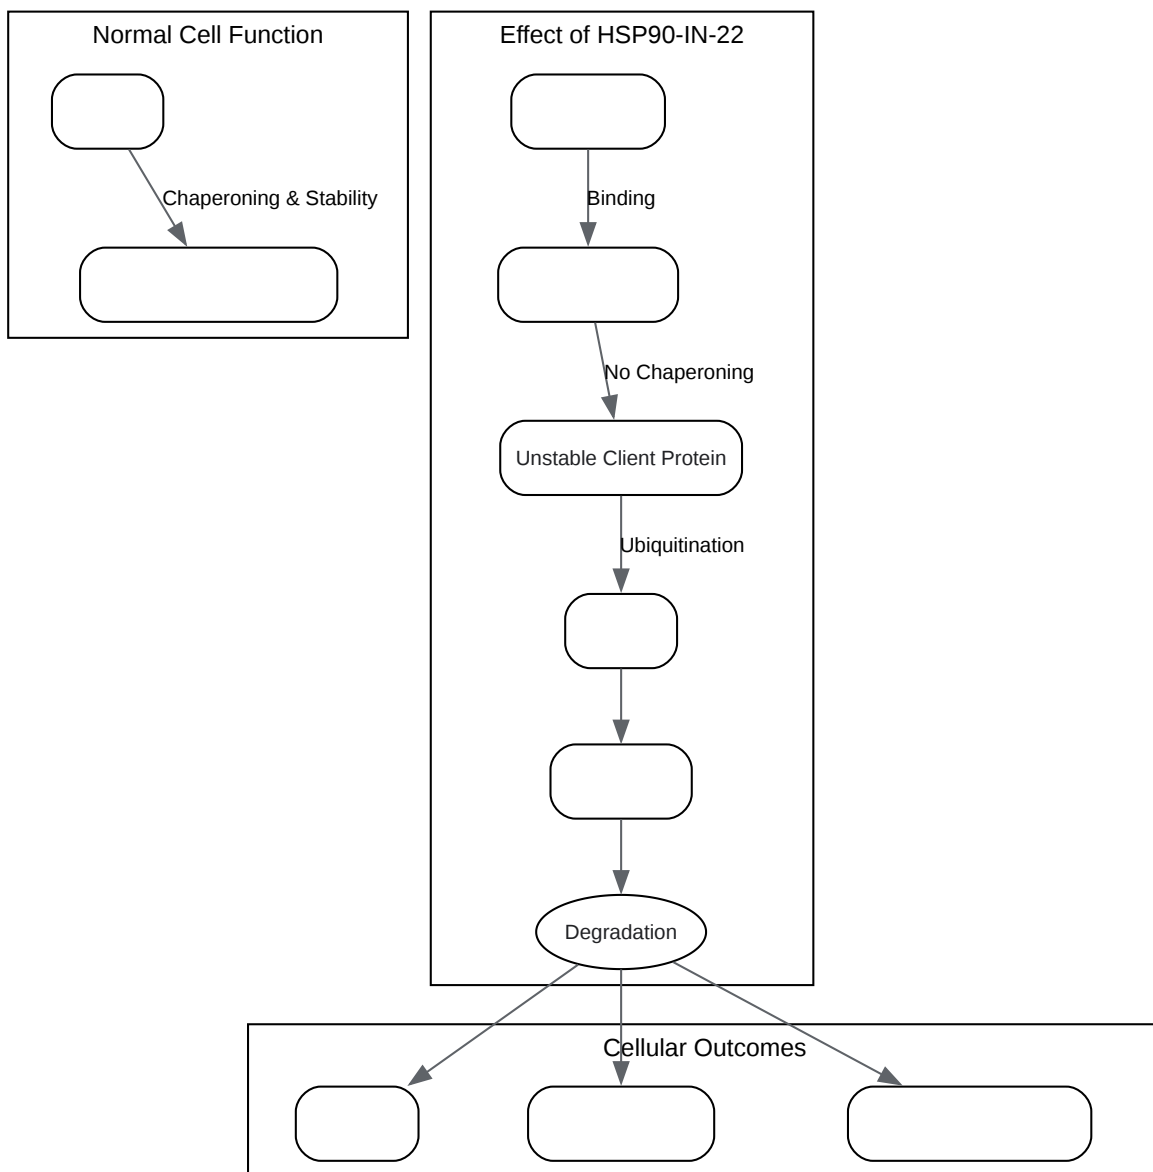 Normal Cell Function
Effect of HSP90-IN-22
Chaperoning & Stability
Binding
No Chaperoning
Unstable Client Protein
Ubiquitination
Degradation
Cellular Outcomes